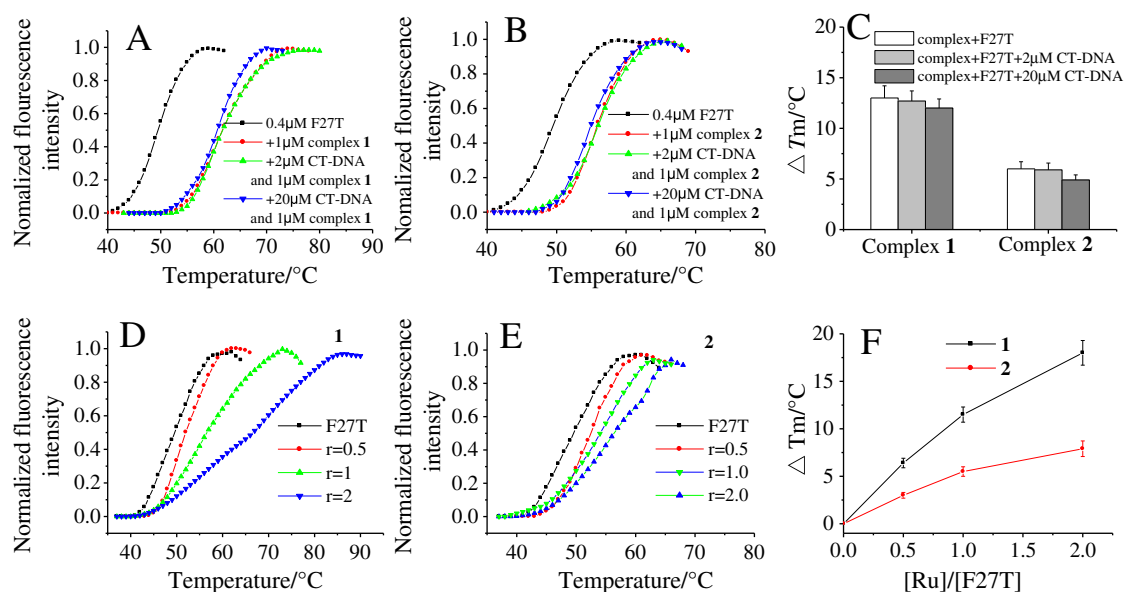 A
Nomalized flourescence
intensity
1.0
0.8
0.6
0.4
0.2
0.0
0.4μM F27T
+1μM complex 1
+2μM CT-DNA
and 1μM complex 1
+20μM CT-DNA
and 1μM complex 1
40 50 60 70 80 90
Temperature/°C
B
Nomalized flourescence
intensity
1.0
0.8
0.6
0.4
0.2
0.0
0.4μM F27T
+1μM complex 2
+2μM CT-DNA
and 1μM complex 2
+20μM CT-DNA
and 1μM complex 2
40 50 60 70 80
Temperature/°C
C
△ Tm/°C
20
15
10
5
0
complex+F27T
complex+F27T+2μM CT-DNA
complex+F27T+20μM CT-DNA
Complex 1 Complex 2
D 1
Normalized fluorescence
intensity
1.0
0.8
0.6
0.4
0.2
0.0
F27T
r=0.5
r=1
r=2
40 50 60 70 80 90
Temperature/°C
E 2
Normalized fluorescence
intensity
1.0
0.8
0.6
0.4
0.2
0.0
F27T
r=0.5
r=1.0
r=2.0
40 50 60 70 80
Temperature/°C
F
△ Tm/°C
20
15
10
5
0
1
2
0.0 0.5 1.0 1.5 2.0
[Ru]/[F27T]